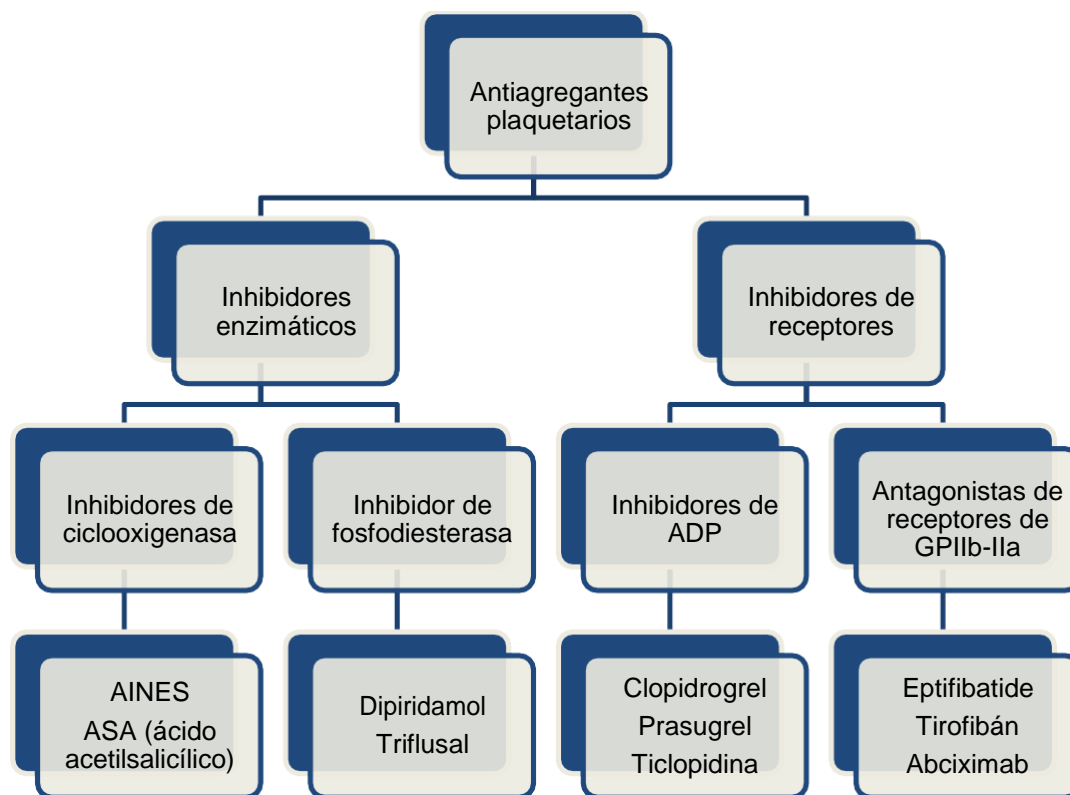 Antiagregantes
plaquetarios
Inhibidores
enzimáticos
Inhibidores de
receptores
Inhibidores de
ciclooxigenasa
Inhibidor de
fosfodiesterasa
Inhibidores de
ADP
Antagonistas de
receptores de
GPIIb-IIa
AINES
ASA (ácido
acetilsalicílico)
Dipiridamol
Triflusal
Clopidrogrel
Prasugrel
Ticlopidina
Eptifibatide
Tirofibán
Abciximab